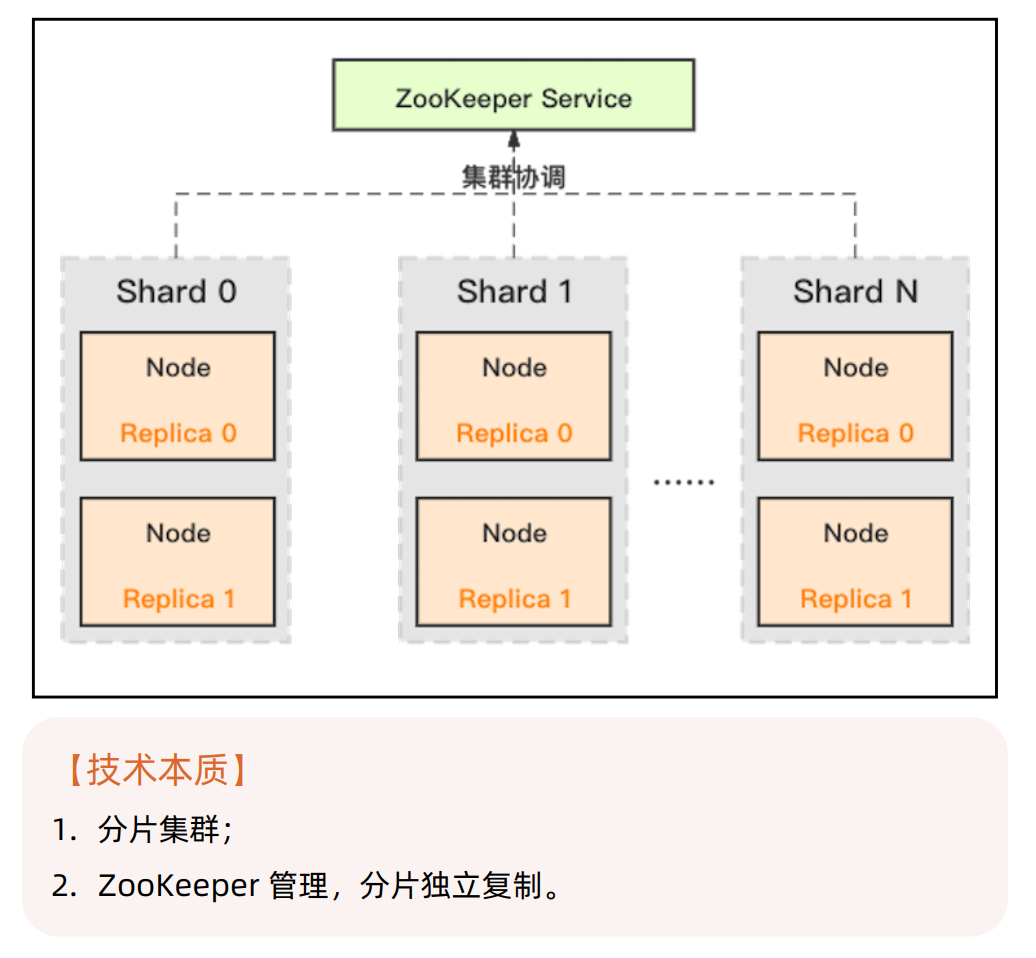 ZooKeeper Service
集群协调
Shard 0
Shard 1
Shard N
Node
Node
Node
Replica 0
Replica 0
Replica 0
......
Node
Node
Node
Replica 1
Replica 1
Replica 1
【技术本质】
1. 分片集群；
2. ZooKeeper 管理，分片独立复制。